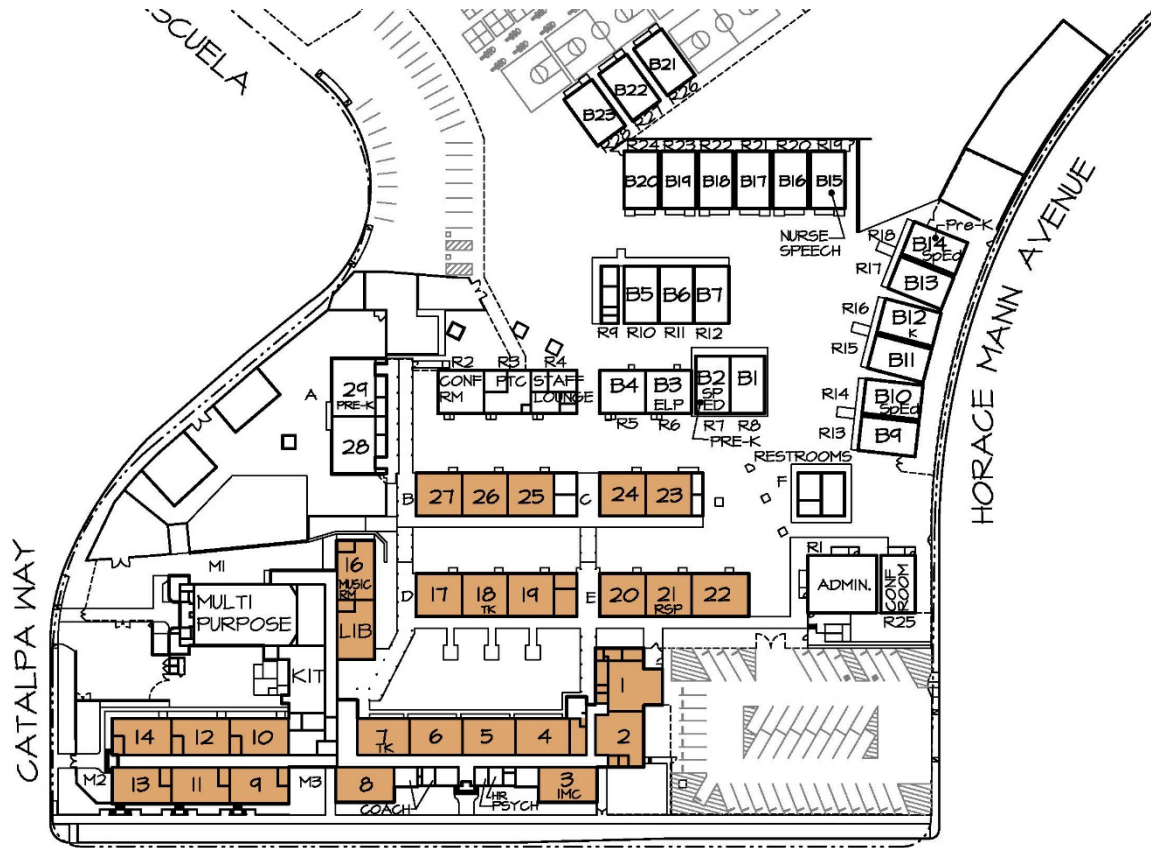 ESCUELA
B21
B22
R26
B23
R27
R28
R24 R23 R22 R21 R20 R19
B20 B19 B18 B17 B16 B15
NURSE
SPEECH
R18
Pre-K
B14
SpEd
R17
B13
R16
B12
K
R15
B11
R14
B10
SpEd
R13
B9
HORACE MANN AVENUE
B5 B6 B7
R9 R10 R11 R12
R2 R3 R4
CONF
RM
PTC
STAFF
LOUNGE
B4
B3
ELP
B2
SP
ED
B1
R5 R6 R7 R8
PRE-K
A
29
PRE-K
28
RESTROOMS
F
B 27 26 25 C 24 23
M1
16
MUSIC
RM
LIB
MULTI
PURPOSE
KIT
D 17
18
TK
19
E 20
21
RSP
22
R1
ADMIN.
CONF
ROOM
R25
CATALPA WAY
1
2
14 12 10
7
TK
6 5 4
M2 13 11 9 M3 8
COACH
HR
PSYCH
3
IMC